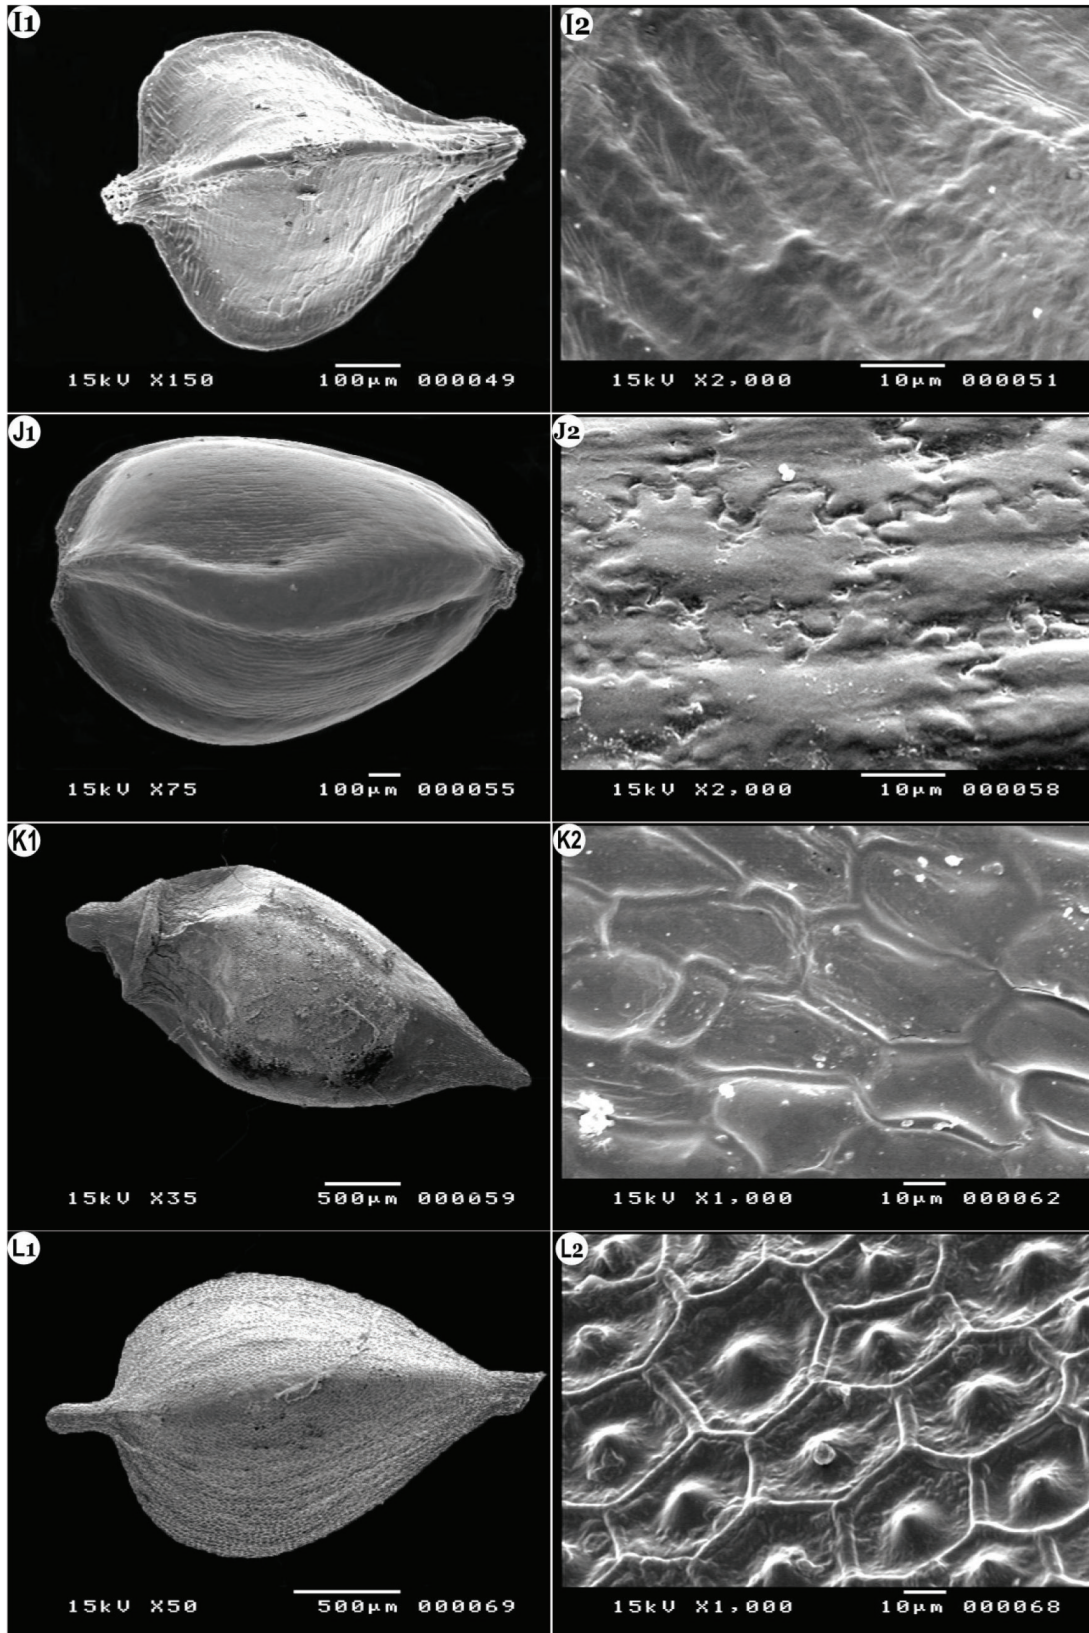 I1
I2
15kV X150 100µm 000049
15kV X2,000 10µm 000051
J1
J2
15kV X75 100µm 000055
15kV X2,000 10µm 000058
K1
K2
15kV X35 500µm 000059
15kV X1,000 10µm 000062
L1
L2
15kV X50 500µm 000069
15kV X1,000 10µm 000068